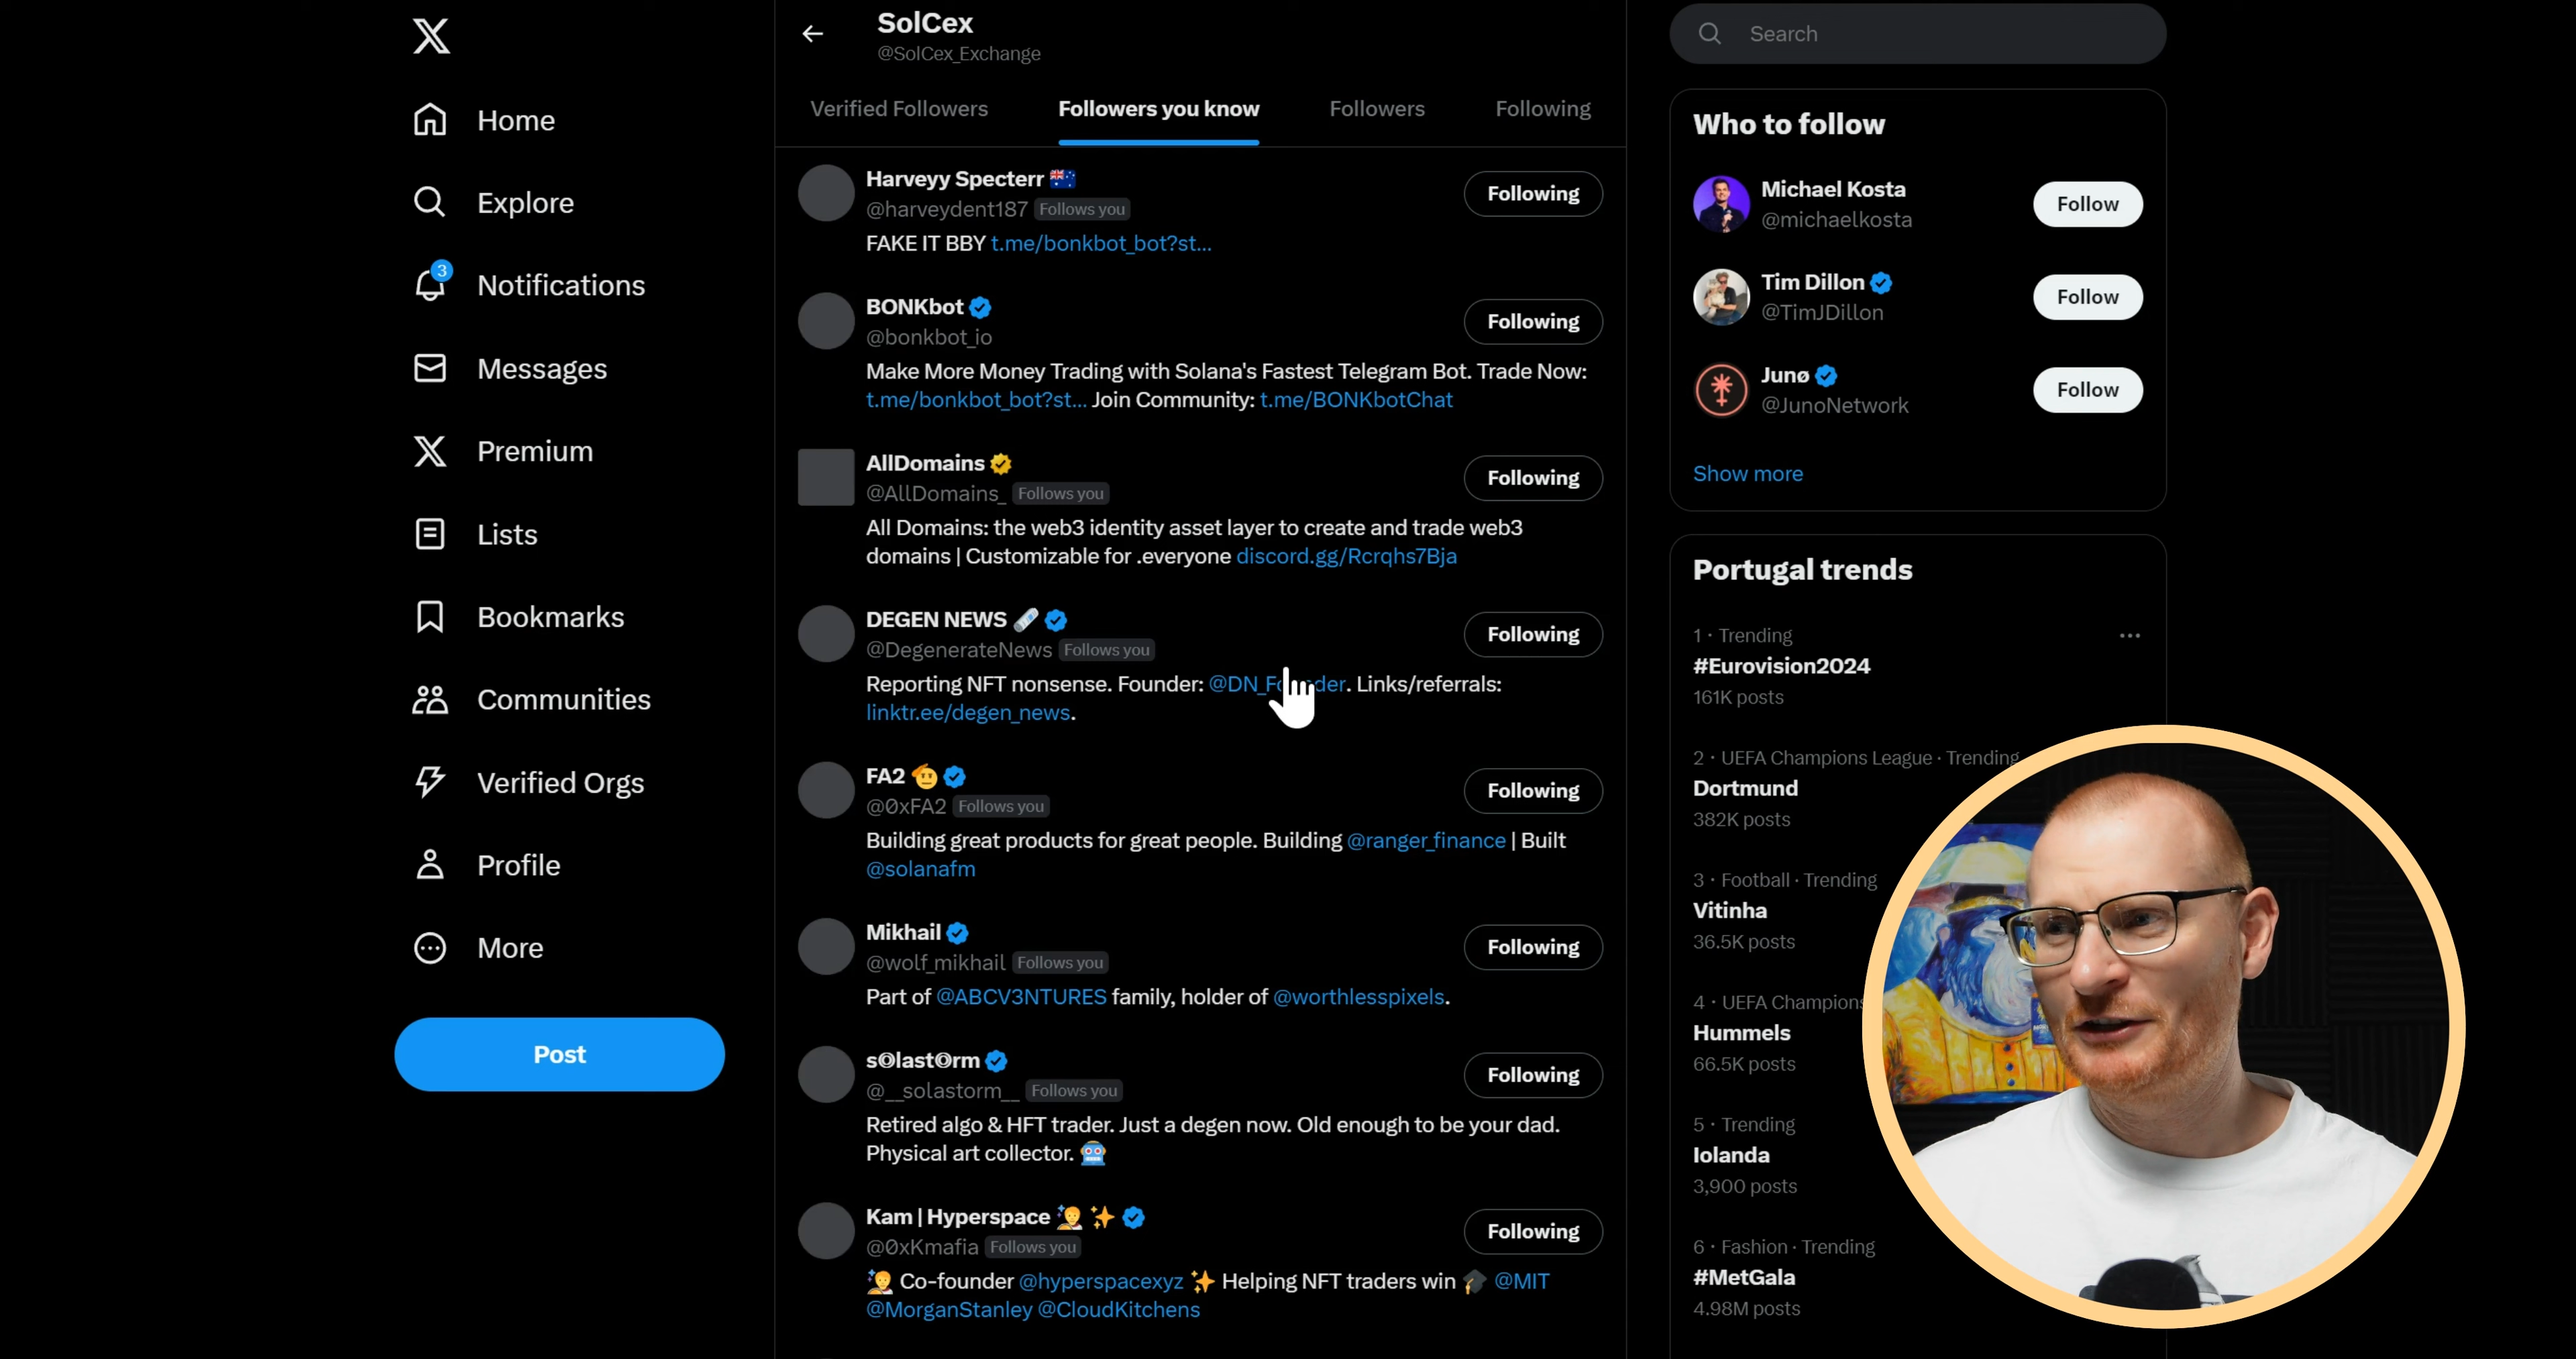 Home
Explore
3
Notifications
Messages
Premium
Lists
Bookmarks
Communities
Verified Orgs
Profile
More
Post
SolCex
@SolCex_Exchange
Verified Followers
Followers you know
Followers
Following
Harveyy Specterr 🇦🇺
@harveydent187 Follows you
Following
FAKE IT BBY t.me/bonkbot_bot?st...
BONKbot
@bonkbot_io
Following
Make More Money Trading with Solana's Fastest Telegram Bot. Trade Now:
t.me/bonkbot_bot?st... Join Community: t.me/BONKbotChat
AllDomains
@AllDomains_ Follows you
Following
All Domains: the web3 identity asset layer to create and trade web3
domains | Customizable for .everyone discord.gg/Rcrqhs7Bja
DEGEN NEWS 🗞️
@DegenerateNews Follows you
Following
Reporting NFT nonsense. Founder: @DN_Founder. Links/referrals:
linktr.ee/degen_news.
FA2 🫡
@0xFA2 Follows you
Following
Building great products for great people. Building @ranger_finance | Built
@solanafm
Mikhail
@wolf_mikhail Follows you
Following
Part of @ABCV3NTURES family, holder of @worthlesspixels.
s◎last◎rm
@__solastorm__ Follows you
Following
Retired algo & HFT trader. Just a degen now. Old enough to be your dad.
Physical art collector. 🤖
Kam | Hyperspace 🧑‍🎤 ✨
@0xKmafia Follows you
Following
🧑‍🎤 Co-founder @hyperspacexyz ✨ Helping NFT traders win 🎓 @MIT
@MorganStanley @CloudKitchens
Search
Who to follow
Michael Kosta
@michaelkosta
Follow
Tim Dillon
@TimJDillon
Follow
Junø
@JunoNetwork
Follow
Show more
Portugal trends
1 · Trending
#Eurovision2024
161K posts
2 · UEFA Champions League · Trending
Dortmund
382K posts
3 · Football · Trending
Vitinha
36.5K posts
4 · UEFA Champions
Hummels
66.5K posts
5 · Trending
Iolanda
3,900 posts
6 · Fashion · Trending
#MetGala
4.98M posts